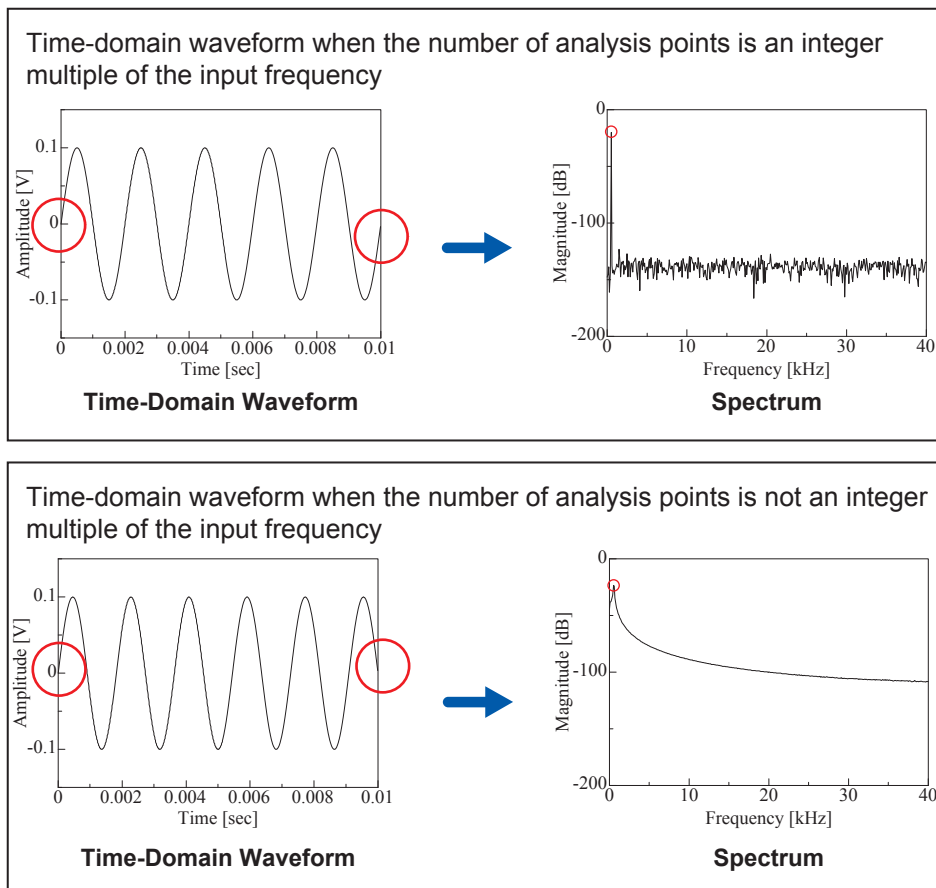 Time-domain waveform when the number of analysis points is an integer
multiple of the input frequency
Amplitude [V]
0.1
0
-0.1
0 0.002 0.004 0.006 0.008 0.01
Time [sec]
Time-Domain Waveform
Magnitude [dB]
0
-100
-200
0 10 20 30 40
Frequency [kHz]
Spectrum
Time-domain waveform when the number of analysis points is not an integer
multiple of the input frequency
Amplitude [V]
0.1
0
-0.1
0 0.002 0.004 0.006 0.008 0.01
Time [sec]
Time-Domain Waveform
Magnitude [dB]
0
-100
-200
0 10 20 30 40
Frequency [kHz]
Spectrum